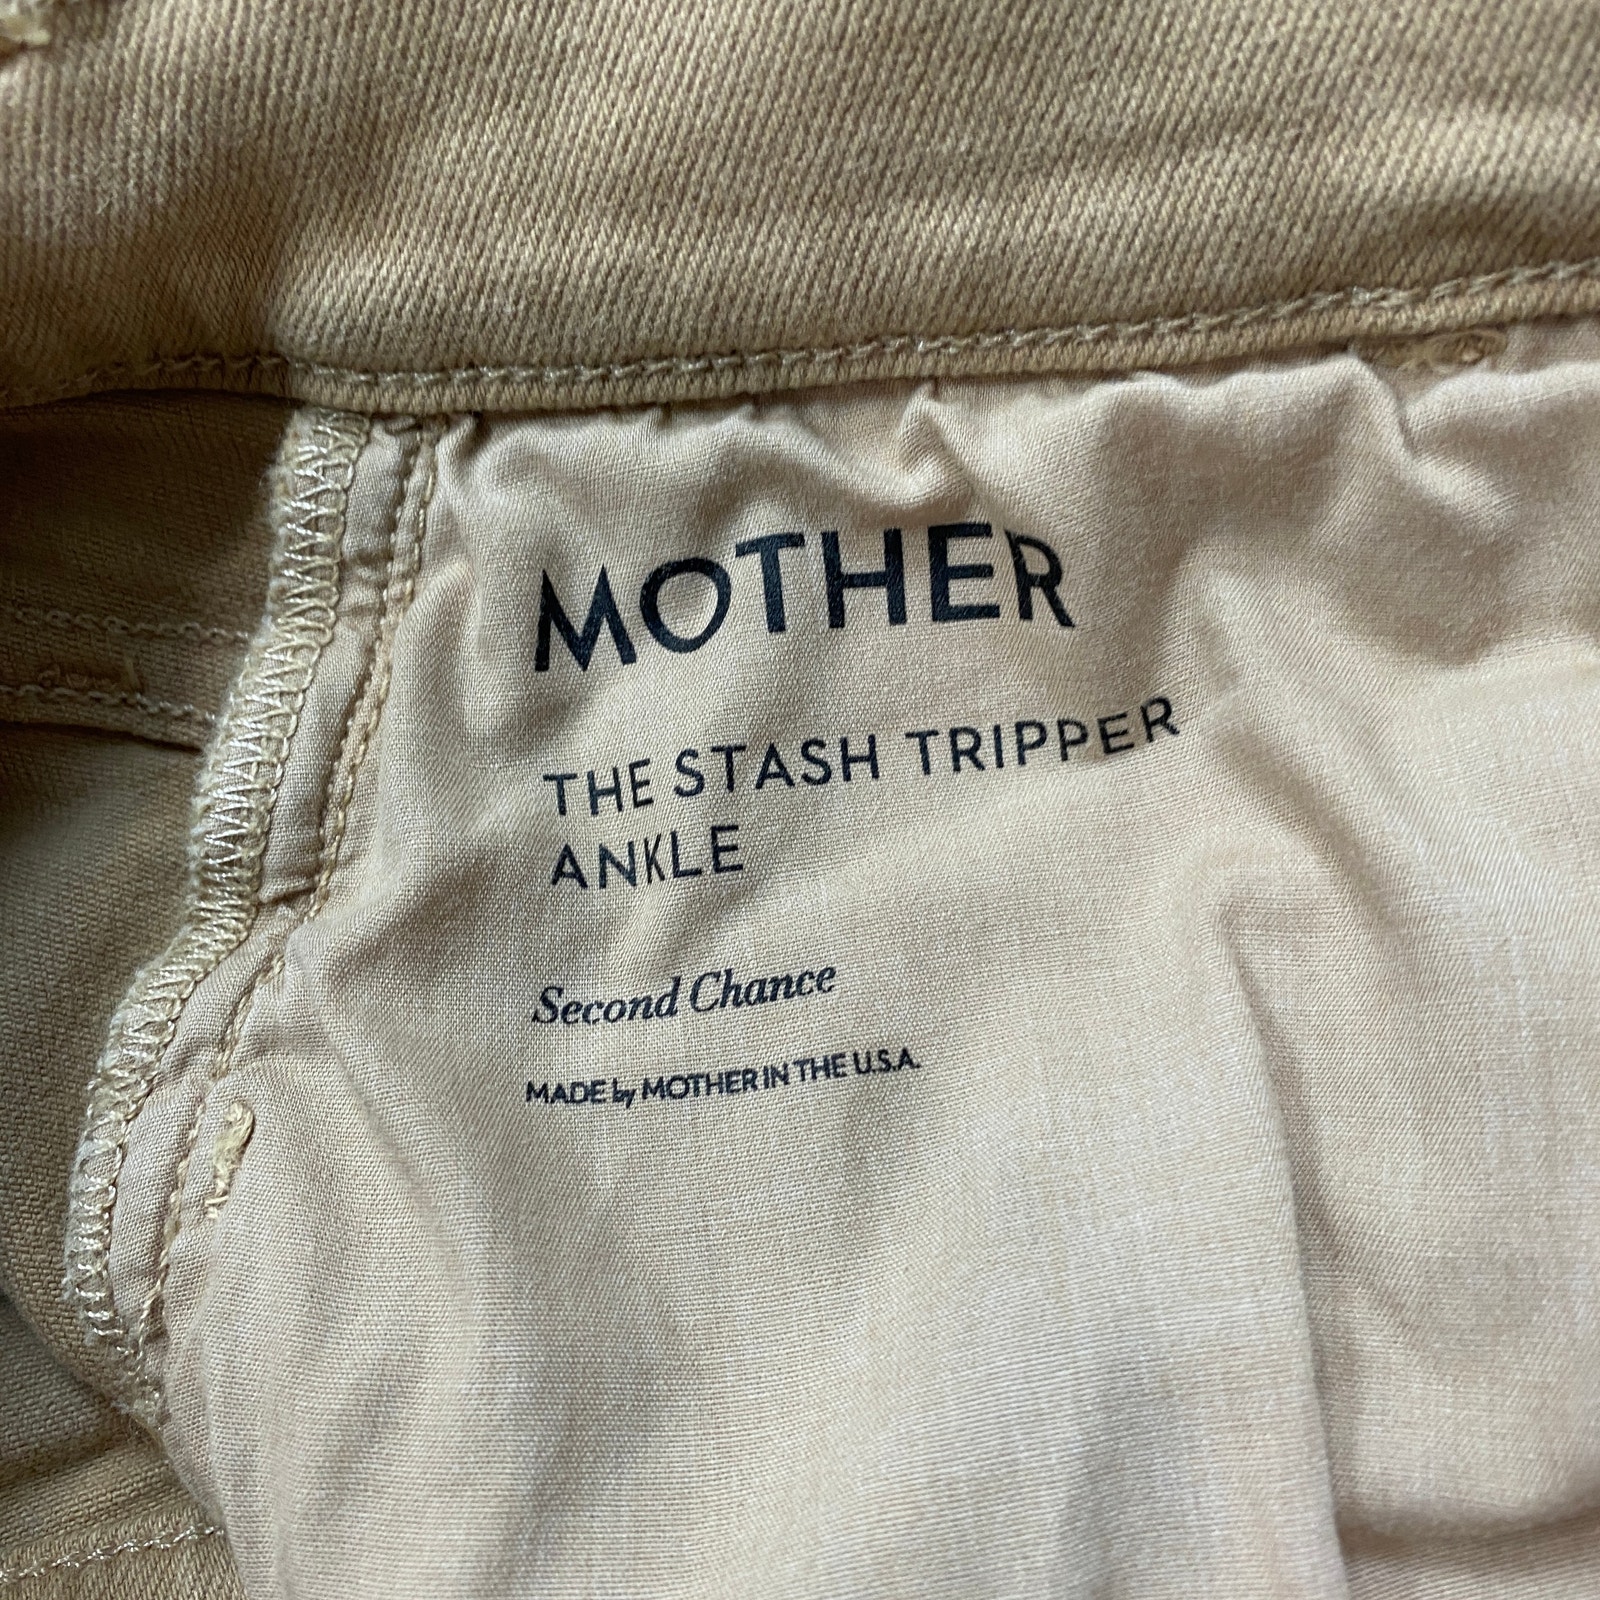 MOTHER
THE STASH TRIPPER
ANKLE
Second Chance
MADE by MOTHER IN THE U.S.A.